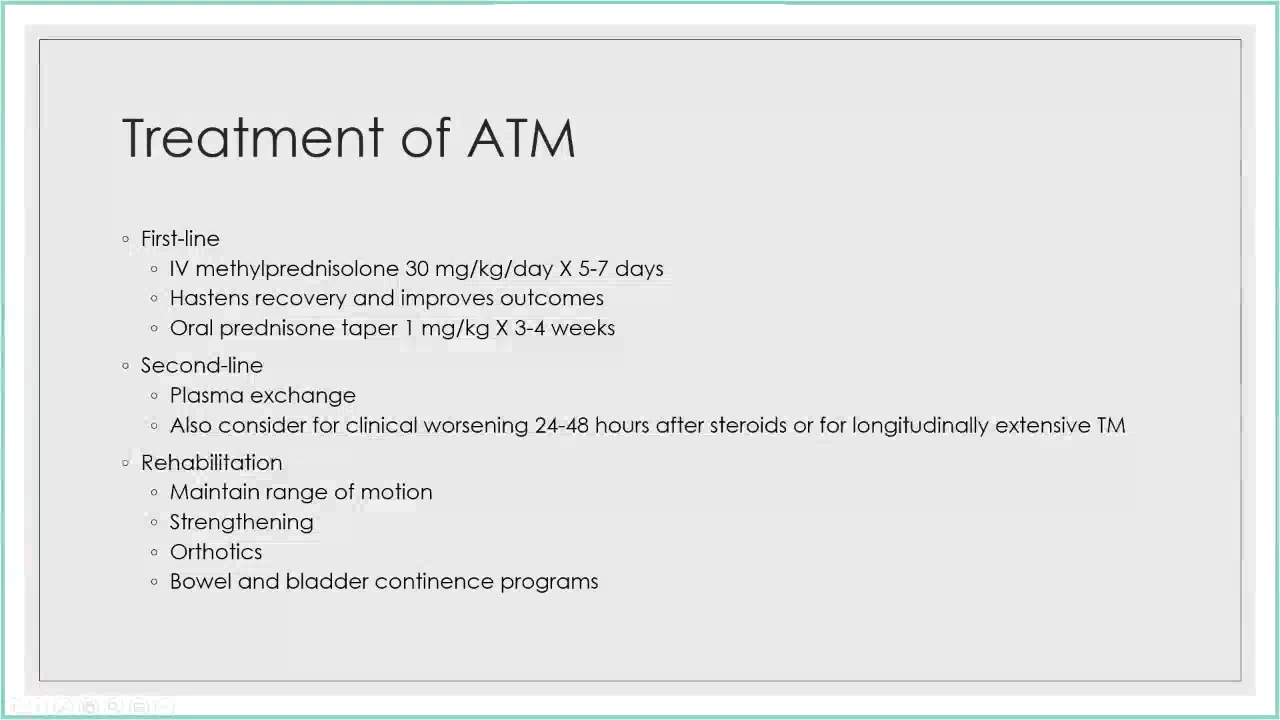 Treatment of ATM
◦ First-line
◦ IV methylprednisolone 30 mg/kg/day X 5-7 days
◦ Hastens recovery and improves outcomes
◦ Oral prednisone taper 1 mg/kg X 3-4 weeks
◦ Second-line
◦ Plasma exchange
◦ Also consider for clinical worsening 24-48 hours after steroids or for longitudinally extensive TM
◦ Rehabilitation
◦ Maintain range of motion
◦ Strengthening
◦ Orthotics
◦ Bowel and bladder continence programs